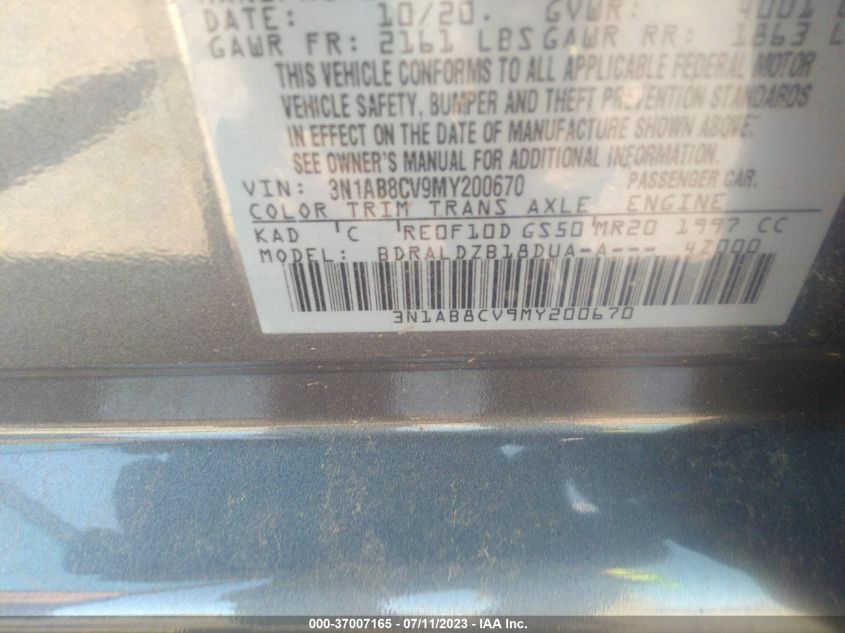 DATE: 10/20. GVWR: 4001
GAWR FR: 2161 LBS GAWR RR: 1863 L
THIS VEHICLE CONFORMS TO ALL APPLICABLE FEDERAL MOTOR
VEHICLE SAFETY, BUMPER AND THEFT PREVENTION STANDARDS
IN EFFECT ON THE DATE OF MANUFACTURE SHOWN ABOVE.
SEE OWNER'S MANUAL FOR ADDITIONAL INFORMATION.
VIN: 3N1AB8CV9MY200670 PASSENGER CAR.
COLOR TRIM TRANS AXLE ENGINE
KAD C RE0F10D GS50 MR20 1997 CC
MODEL: BDRALDZB18DUA-A--- 4Z000
3N1AB8CV9MY200670
000-37007165 - 07/11/2023 - IAA Inc.